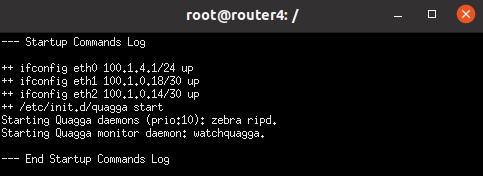 root@router4: /
--- Startup Commands Log
++ ifconfig eth0 100.1.4.1/24 up
++ ifconfig eth1 100.1.0.18/30 up
++ ifconfig eth2 100.1.0.14/30 up
++ /etc/init.d/quagga start
Starting Quagga daemons (prio:10): zebra ripd.
Starting Quagga monitor daemon: watchquagga.
--- End Startup Commands Log